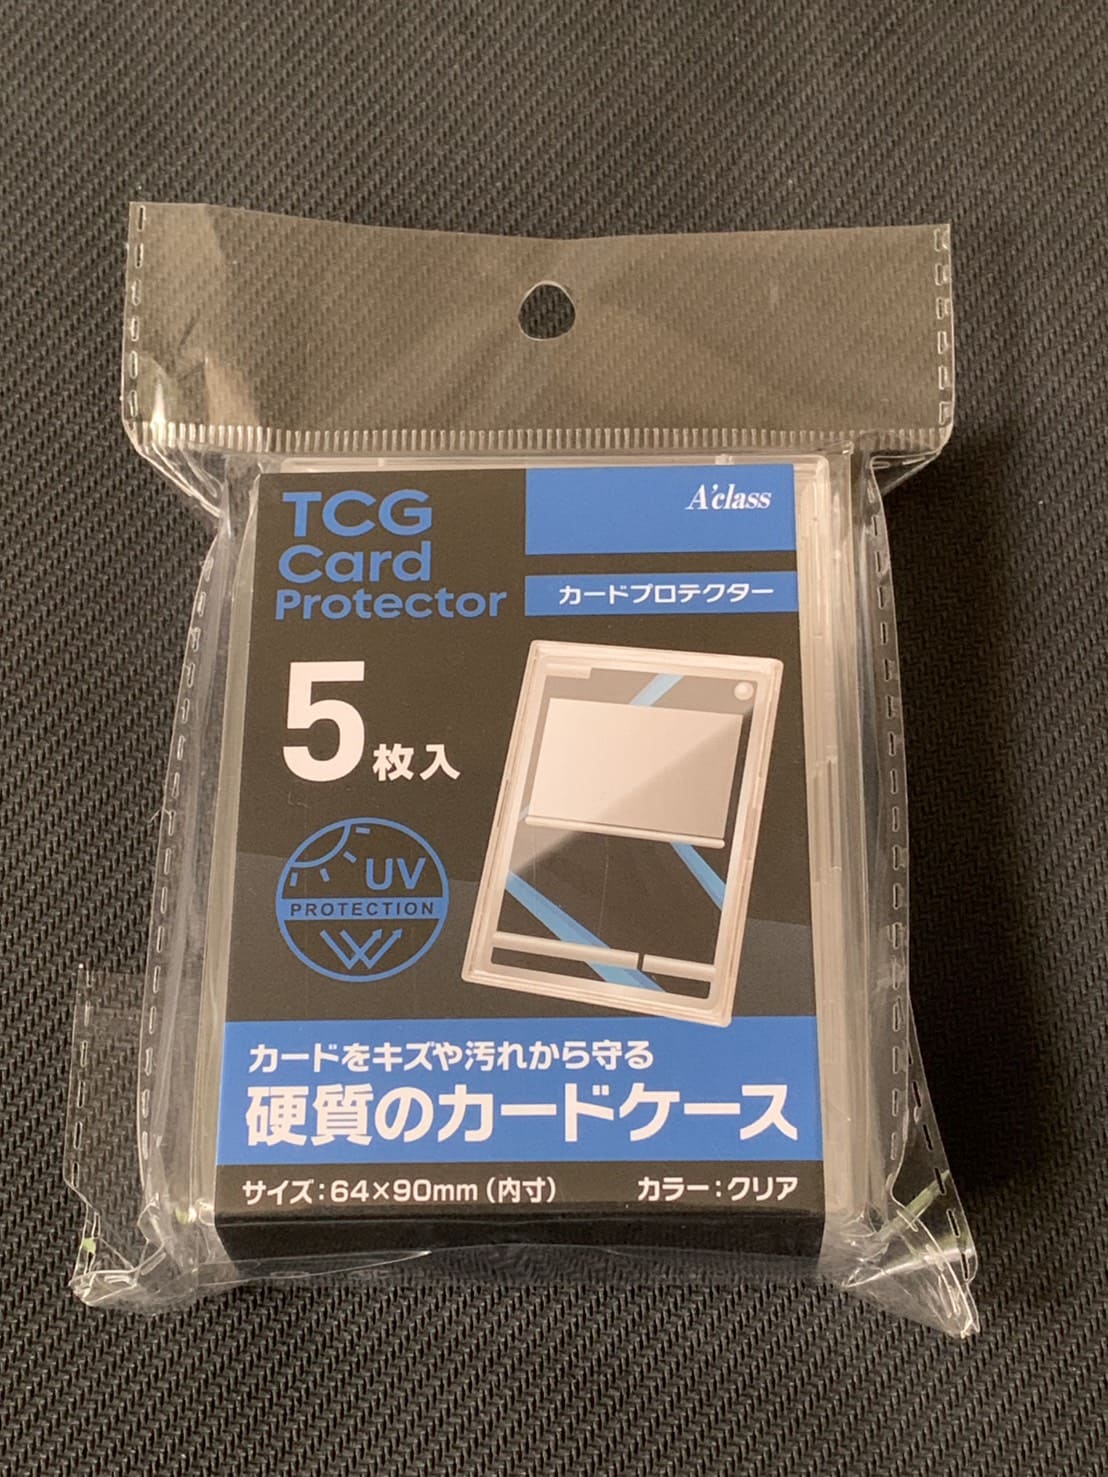 TCG
Card
Protector
A'class
カードプロテクター
5枚入
UV
PROTECTION
カードをキズや汚れから守る
硬質のカードケース
サイズ：64×90mm（内寸） カラー：クリア